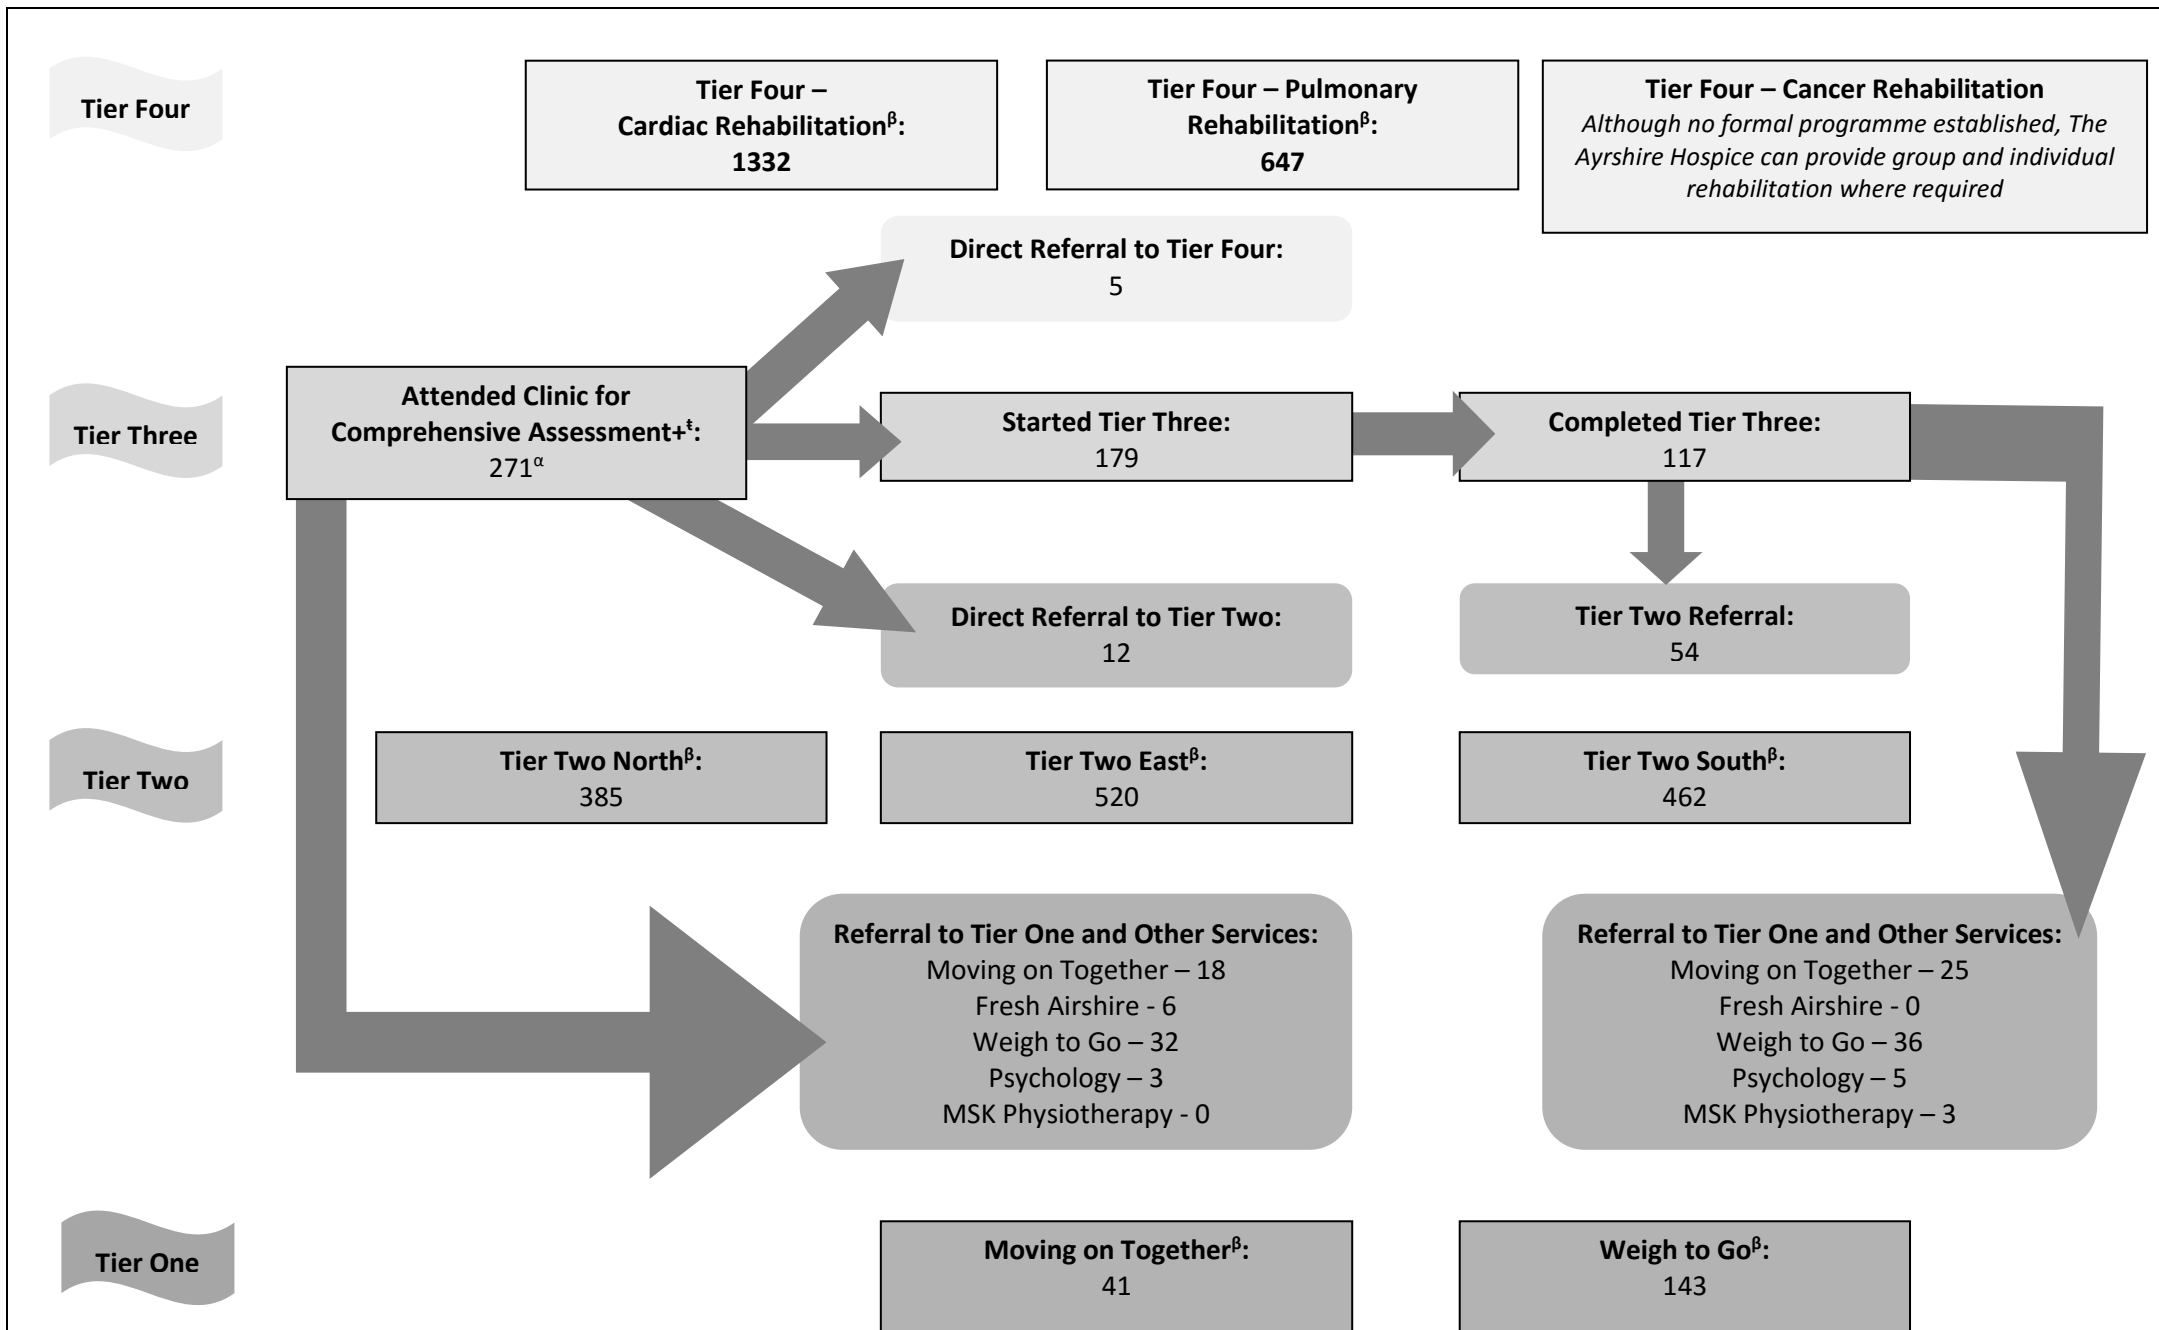 Tier Four
Tier Four –
Cardiac Rehabilitationᵝ:
1332
Tier Four – Pulmonary
Rehabilitationᵝ:
647
Tier Four – Cancer Rehabilitation
Although no formal programme established, The
Ayrshire Hospice can provide group and individual
rehabilitation where required
Direct Referral to Tier Four:
5
Tier Three
Attended Clinic for
Comprehensive Assessment+ŧ:
271ᵅ
Started Tier Three:
179
Completed Tier Three:
117
Direct Referral to Tier Two:
12
Tier Two Referral:
54
Tier Two
Tier Two Northᵝ:
385
Tier Two Eastᵝ:
520
Tier Two Southᵝ:
462
Referral to Tier One and Other Services:
Moving on Together – 18
Fresh Airshire - 6
Weigh to Go – 32
Psychology – 3
MSK Physiotherapy - 0
Referral to Tier One and Other Services:
Moving on Together – 25
Fresh Airshire - 0
Weigh to Go – 36
Psychology – 5
MSK Physiotherapy – 3
Tier One
Moving on Togetherᵝ:
41
Weigh to Goᵝ:
143